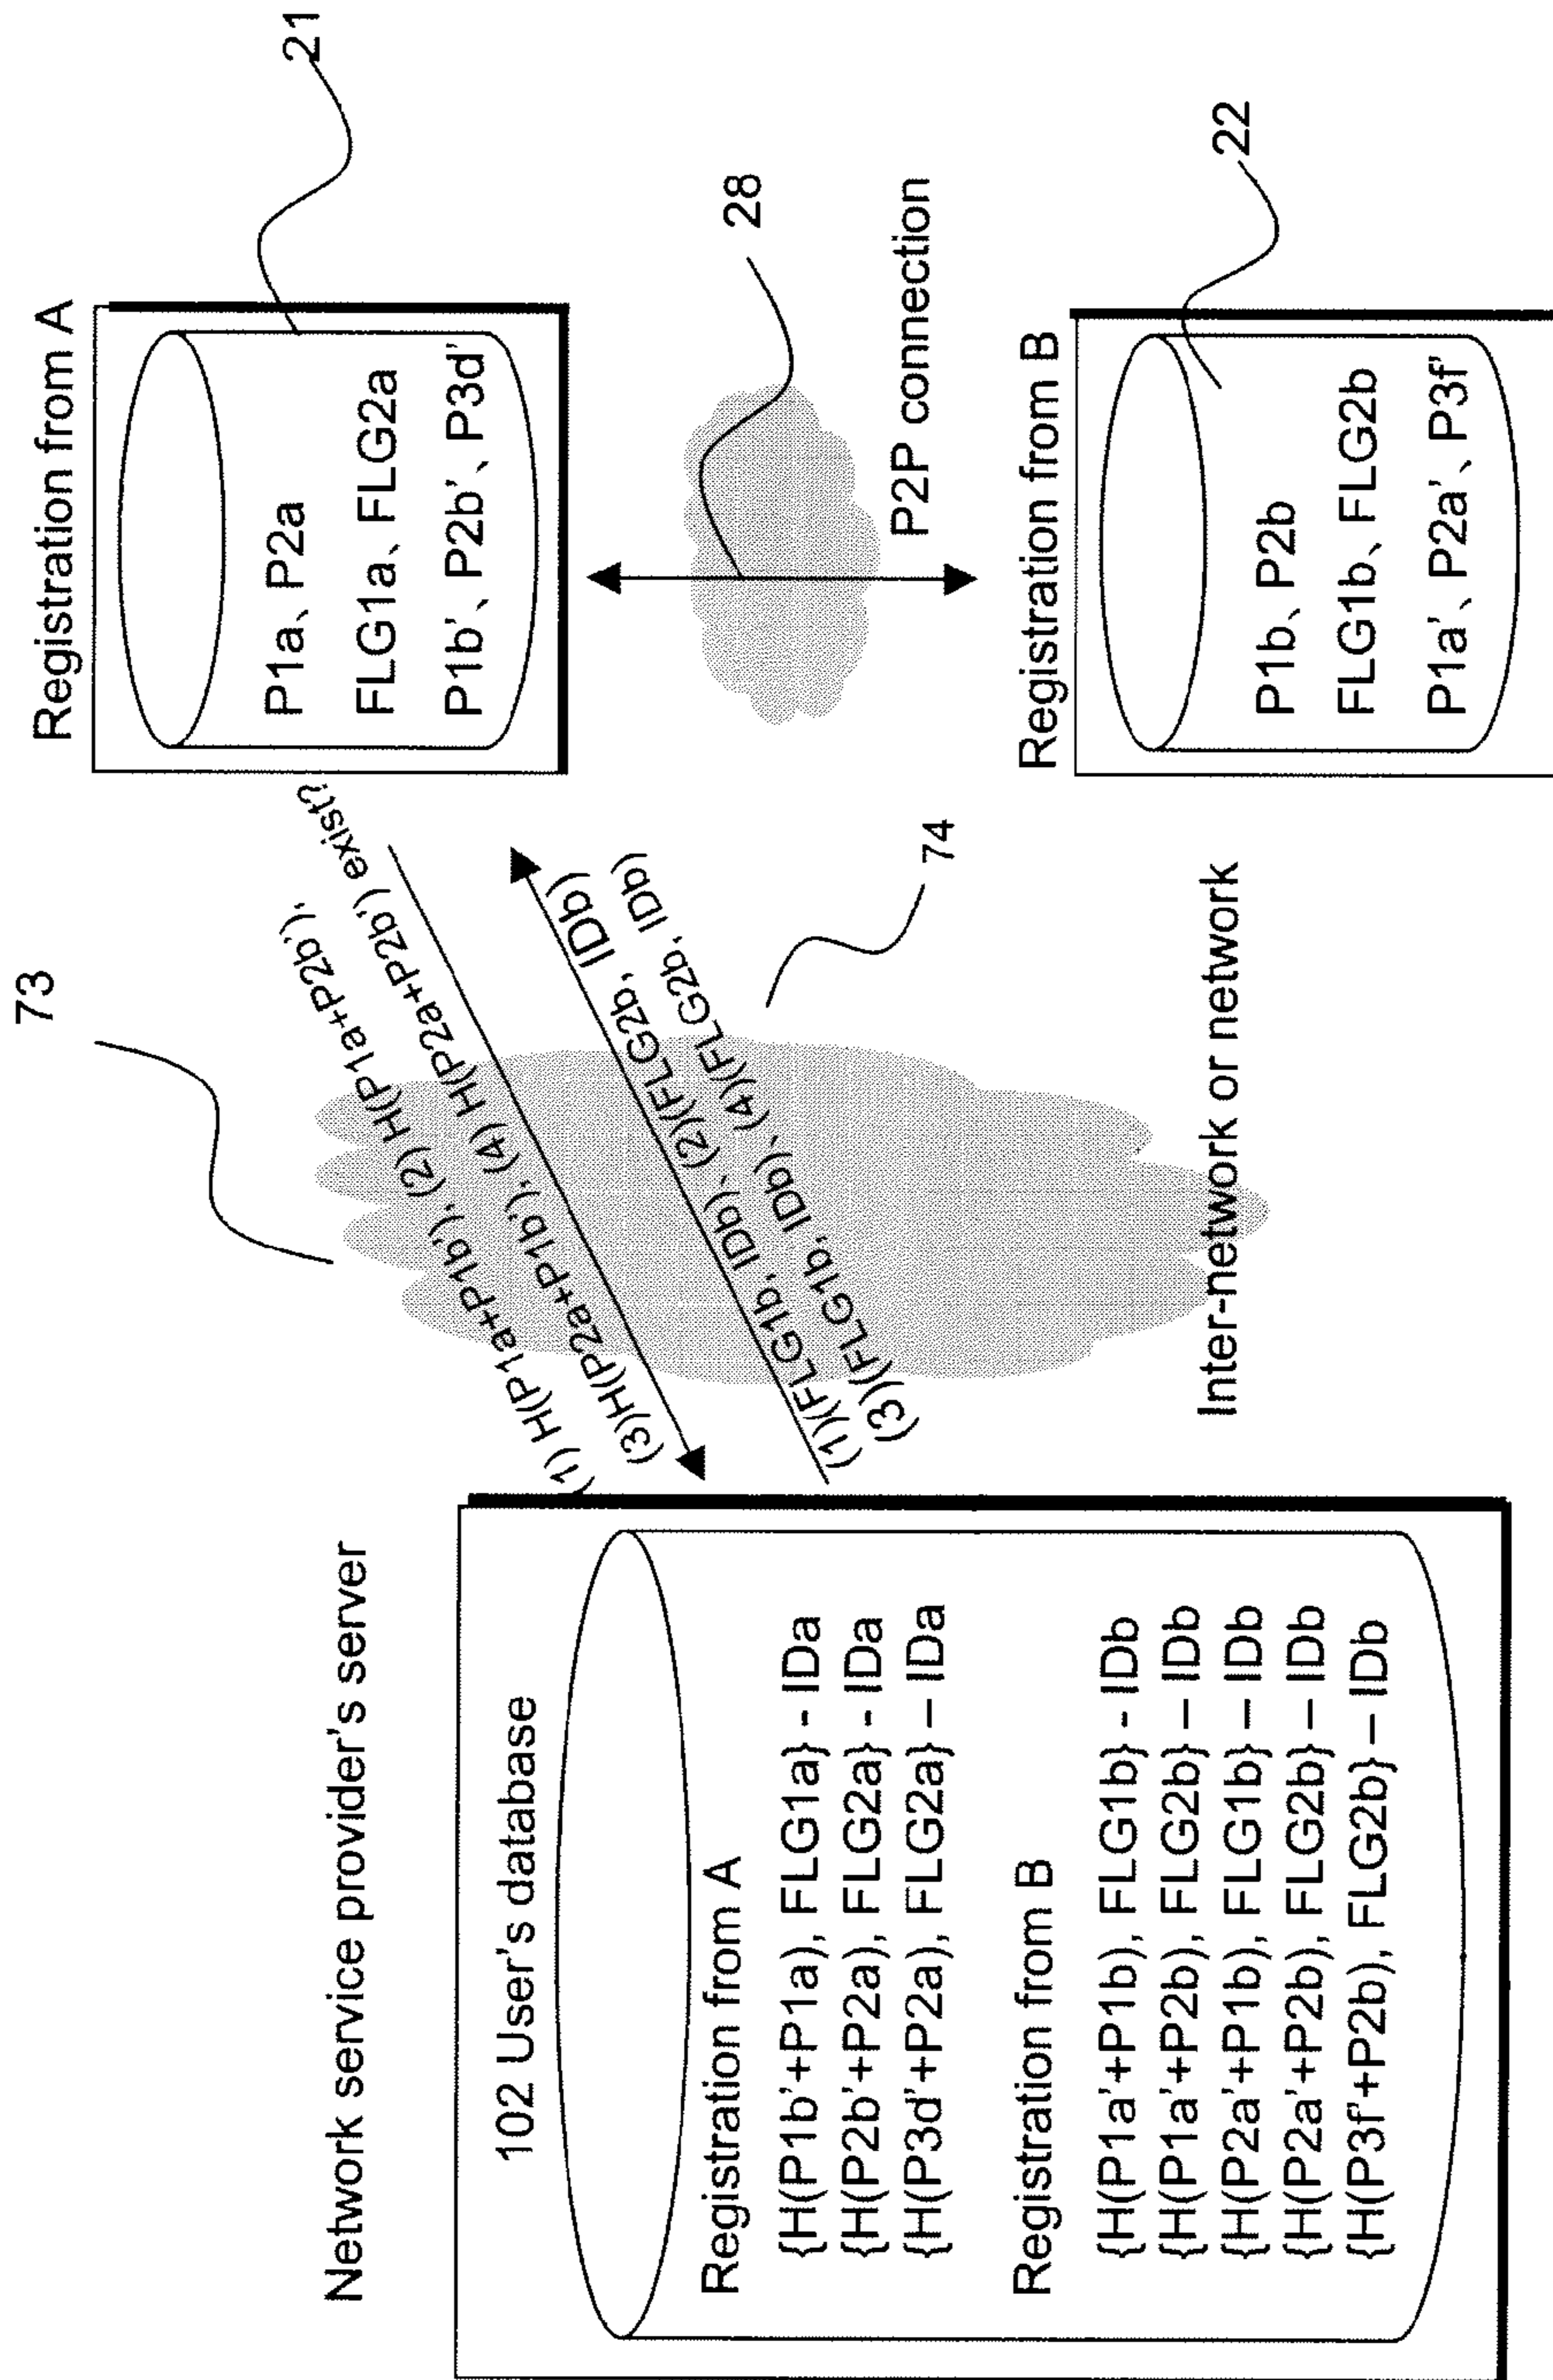 Network service provider's server
102 User's database
Registration from A
{H(P1b'+P1a), FLG1a} - IDa
{H(P2b'+P2a), FLG2a} - IDa
{H(P3d'+P2a), FLG2a} – IDa
Registration from B
{H(P1a'+P1b), FLG1b} - IDb
{H(P1a'+P2b), FLG2b} – IDb
{H(P2a'+P1b), FLG1b} – IDb
{H(P2a'+P2b), FLG2b} – IDb
{H(P3f'+P2b), FLG2b} – IDb
73
(1) H(P1a+P1b'), (2) H(P1a+P2b'),
(3)H(P2a+P1b'), (4) H(P2a+P2b') exist?
(1)(FLG1b, IDb)、(2)(FLG2b, IDb)
(3)(FLG1b, IDb)、(4)(FLG2b, IDb)
74
Inter-network or network
Registration from A
P1a、P2a
FLG1a、FLG2a
P1b'、P2b'、P3d'
21
28
P2P connection
Registration from B
P1b、P2b
FLG1b、FLG2b
P1a'、P2a'、P3f'
22